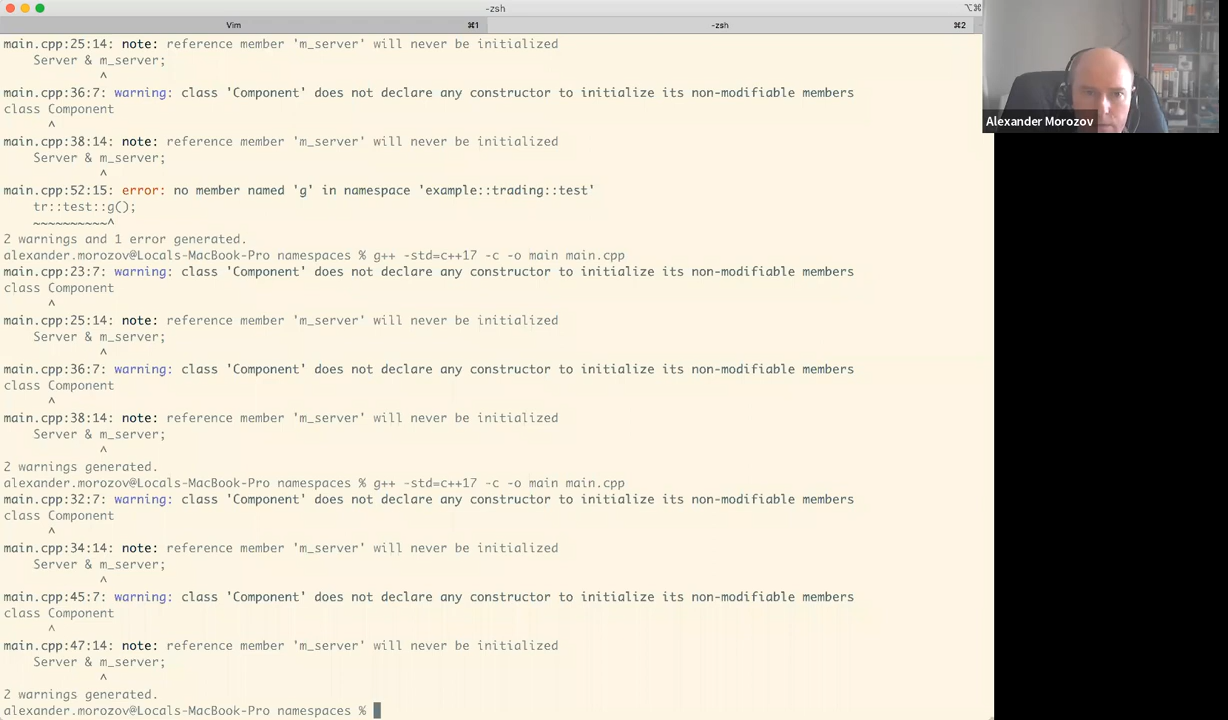 -zsh
⌥⌘
Vim ⌘1 -zsh ⌘2
main.cpp:25:14: note: reference member 'm_server' will never be initialized
Server & m_server;
^
main.cpp:36:7: warning: class 'Component' does not declare any constructor to initialize its non-modifiable members
class Component
^
main.cpp:38:14: note: reference member 'm_server' will never be initialized
Server & m_server;
^
main.cpp:52:15: error: no member named 'g' in namespace 'example::trading::test'
tr::test::g();
~~~~~~~~~~^
2 warnings and 1 error generated.
alexander.morozov@Locals-MacBook-Pro namespaces % g++ -std=c++17 -c -o main main.cpp
main.cpp:23:7: warning: class 'Component' does not declare any constructor to initialize its non-modifiable members
class Component
^
main.cpp:25:14: note: reference member 'm_server' will never be initialized
Server & m_server;
^
main.cpp:36:7: warning: class 'Component' does not declare any constructor to initialize its non-modifiable members
class Component
^
main.cpp:38:14: note: reference member 'm_server' will never be initialized
Server & m_server;
^
2 warnings generated.
alexander.morozov@Locals-MacBook-Pro namespaces % g++ -std=c++17 -c -o main main.cpp
main.cpp:32:7: warning: class 'Component' does not declare any constructor to initialize its non-modifiable members
class Component
^
main.cpp:34:14: note: reference member 'm_server' will never be initialized
Server & m_server;
^
main.cpp:45:7: warning: class 'Component' does not declare any constructor to initialize its non-modifiable members
class Component
^
main.cpp:47:14: note: reference member 'm_server' will never be initialized
Server & m_server;
^
2 warnings generated.
alexander.morozov@Locals-MacBook-Pro namespaces %
Alexander Morozov